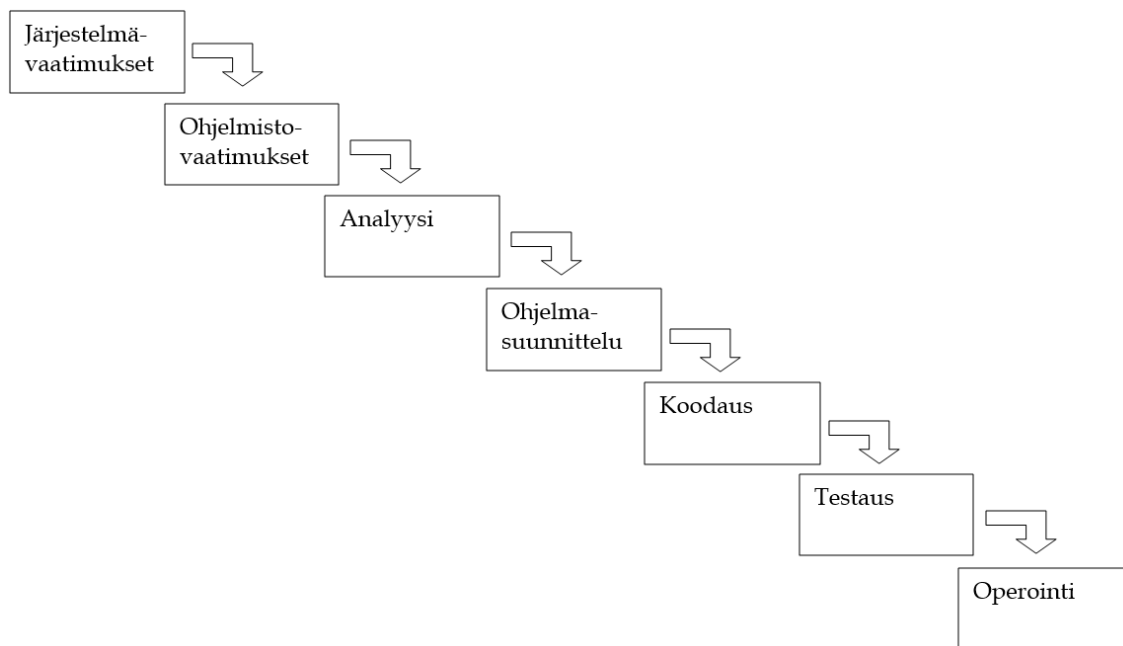 Järjestelmä-
vaatimukset
Ohjelmisto-
vaatimukset
Analyysi
Ohjelma-
suunnittelu
Koodaus
Testaus
Operointi